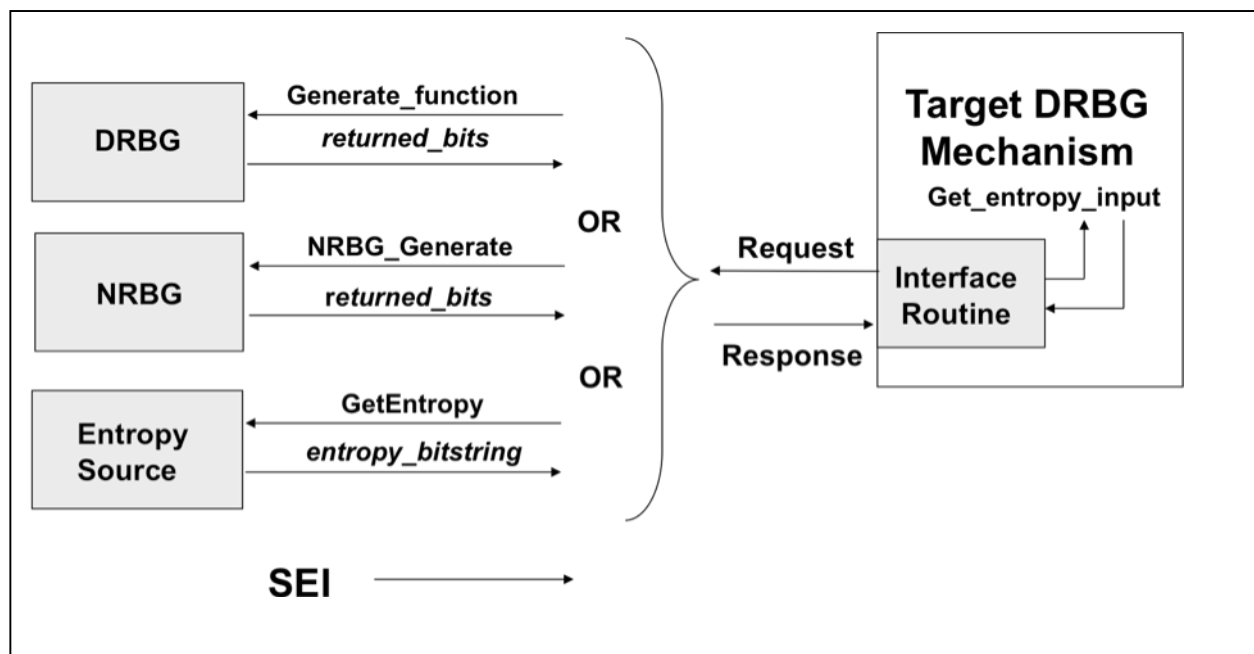 Generate_function
DRBG
returned_bits
OR
NRBG_Generate
NRBG
returned_bits
OR
GetEntropy
Entropy
Source
entropy_bitstring
SEI
Target DRBG
Mechanism
Get_entropy_input
Request
Interface
Routine
Response